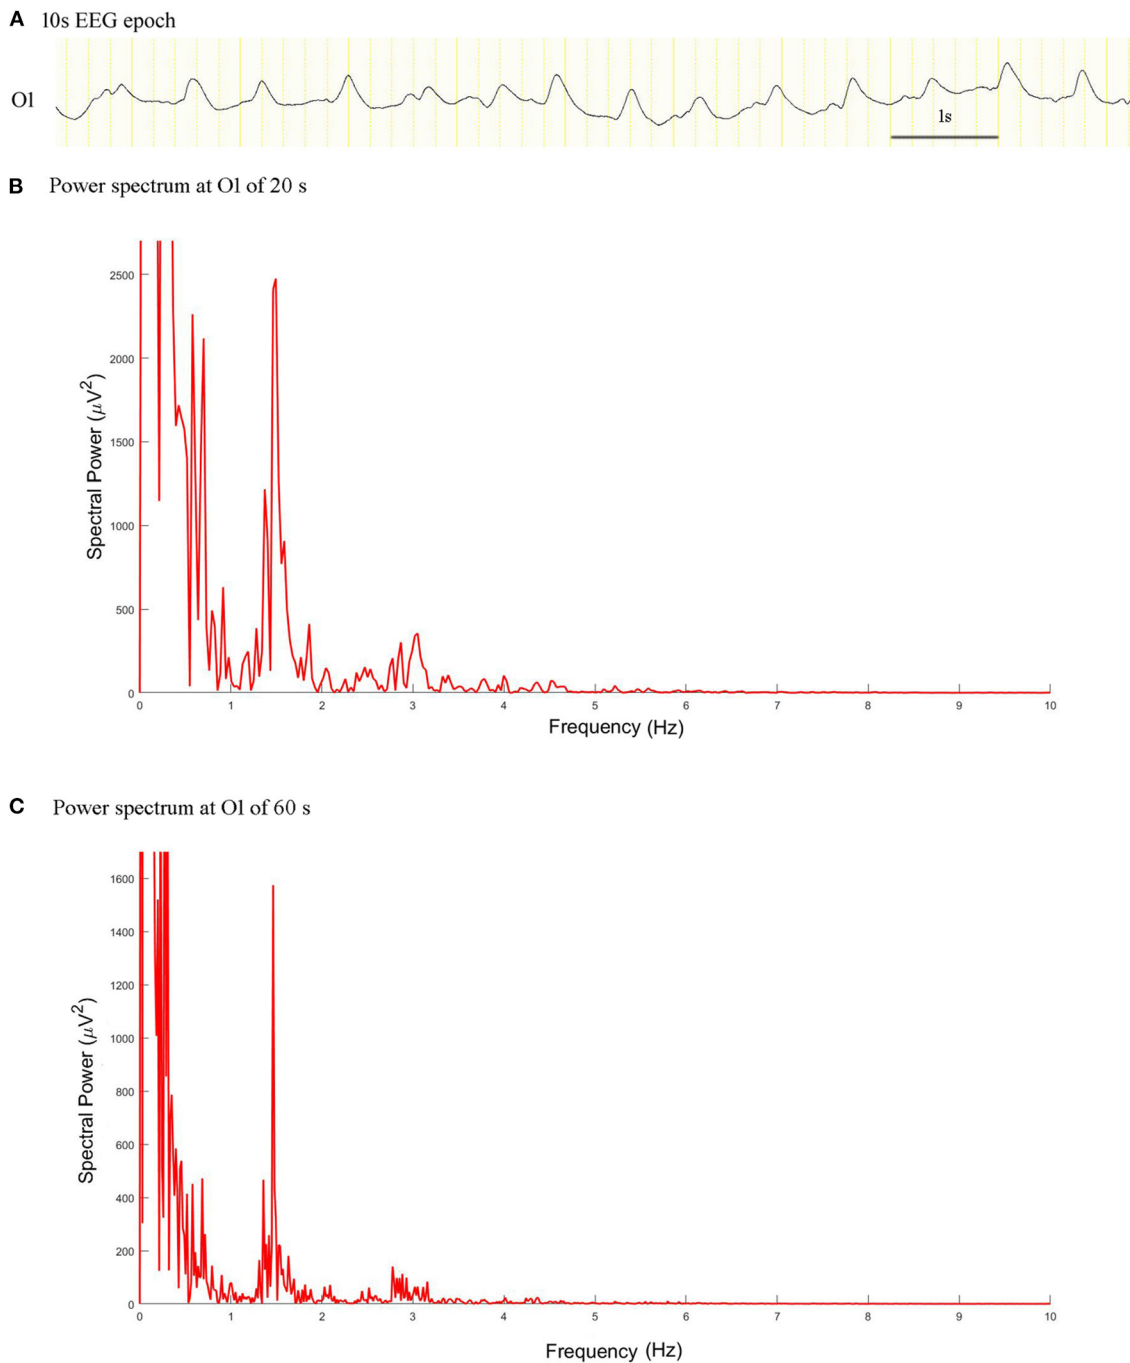 A 10s EEG epoch
O1
1s
B Power spectrum at O1 of 20 s
2500
2000
1500
1000
500
0
Spectral Power (μV²)
0 1 2 3 4 5 6 7 8 9 10
Frequency (Hz)
C Power spectrum at O1 of 60 s
1600
1400
1200
1000
800
600
400
200
0
Spectral Power (μV²)
0 1 2 3 4 5 6 7 8 9 10
Frequency (Hz)